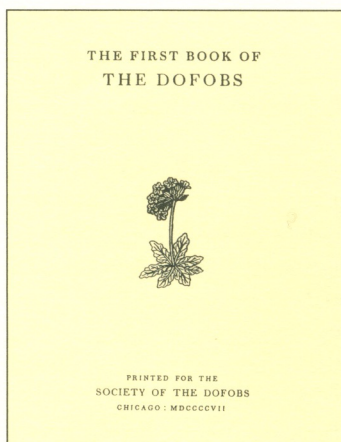 THE FIRST BOOK OF
THE DOFOBS
PRINTED FOR THE
SOCIETY OF THE DOFOBS
CHICAGO : MDCCCCVII